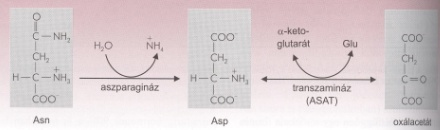 O
C — NH₂
CH₂
H — C — NH₃⁺
COO⁻
Asn
H₂O
NH₄⁺
aszparagináz
COO⁻
CH₂
H — C — NH₃⁺
COO⁻
Asp
α-keto-
glutarát
Glu
transzamináz
(ASAT)
COO⁻
CH₂
C = O
COO⁻
oxálacetát